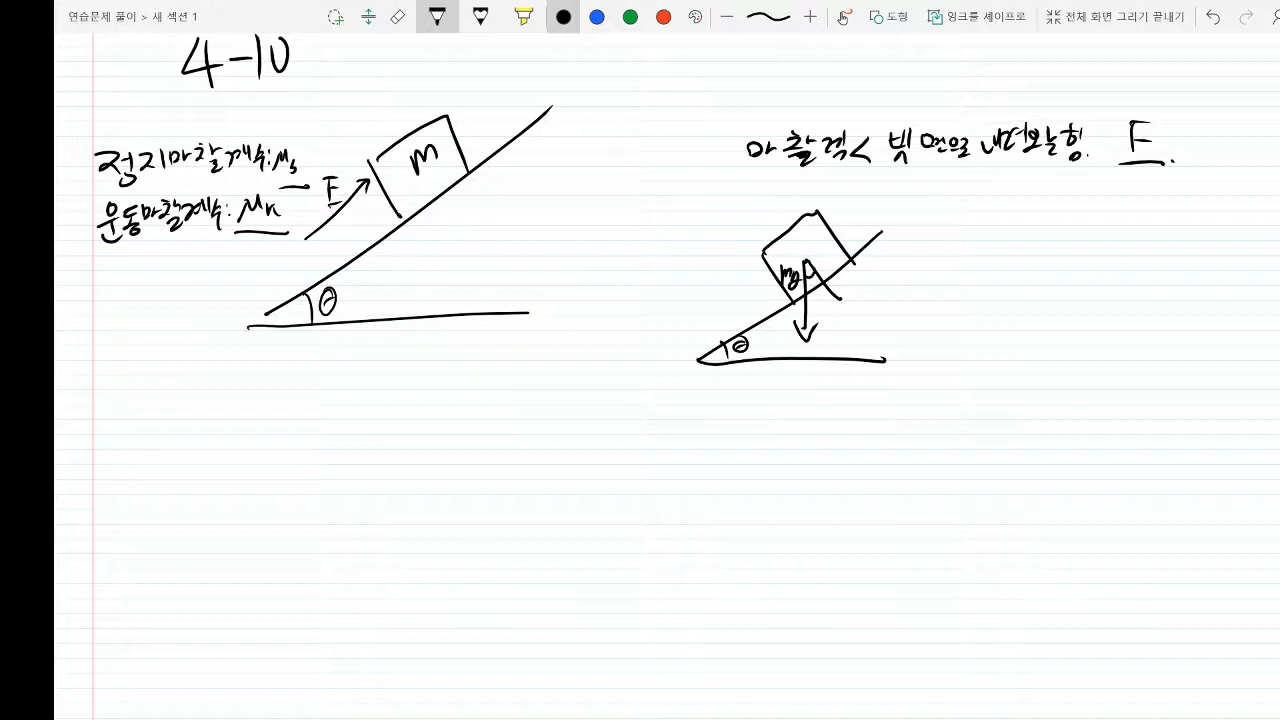 연습문제 풀이 > 새 섹션 1
도형
잉크를 셰이프로
전체 화면 그리기 끝내기
4-10
정지마찰계수: μs
운동마찰계수: μk
F
m
θ
마찰력 < 빗면으로 내려오는힘. F.
mg
θ